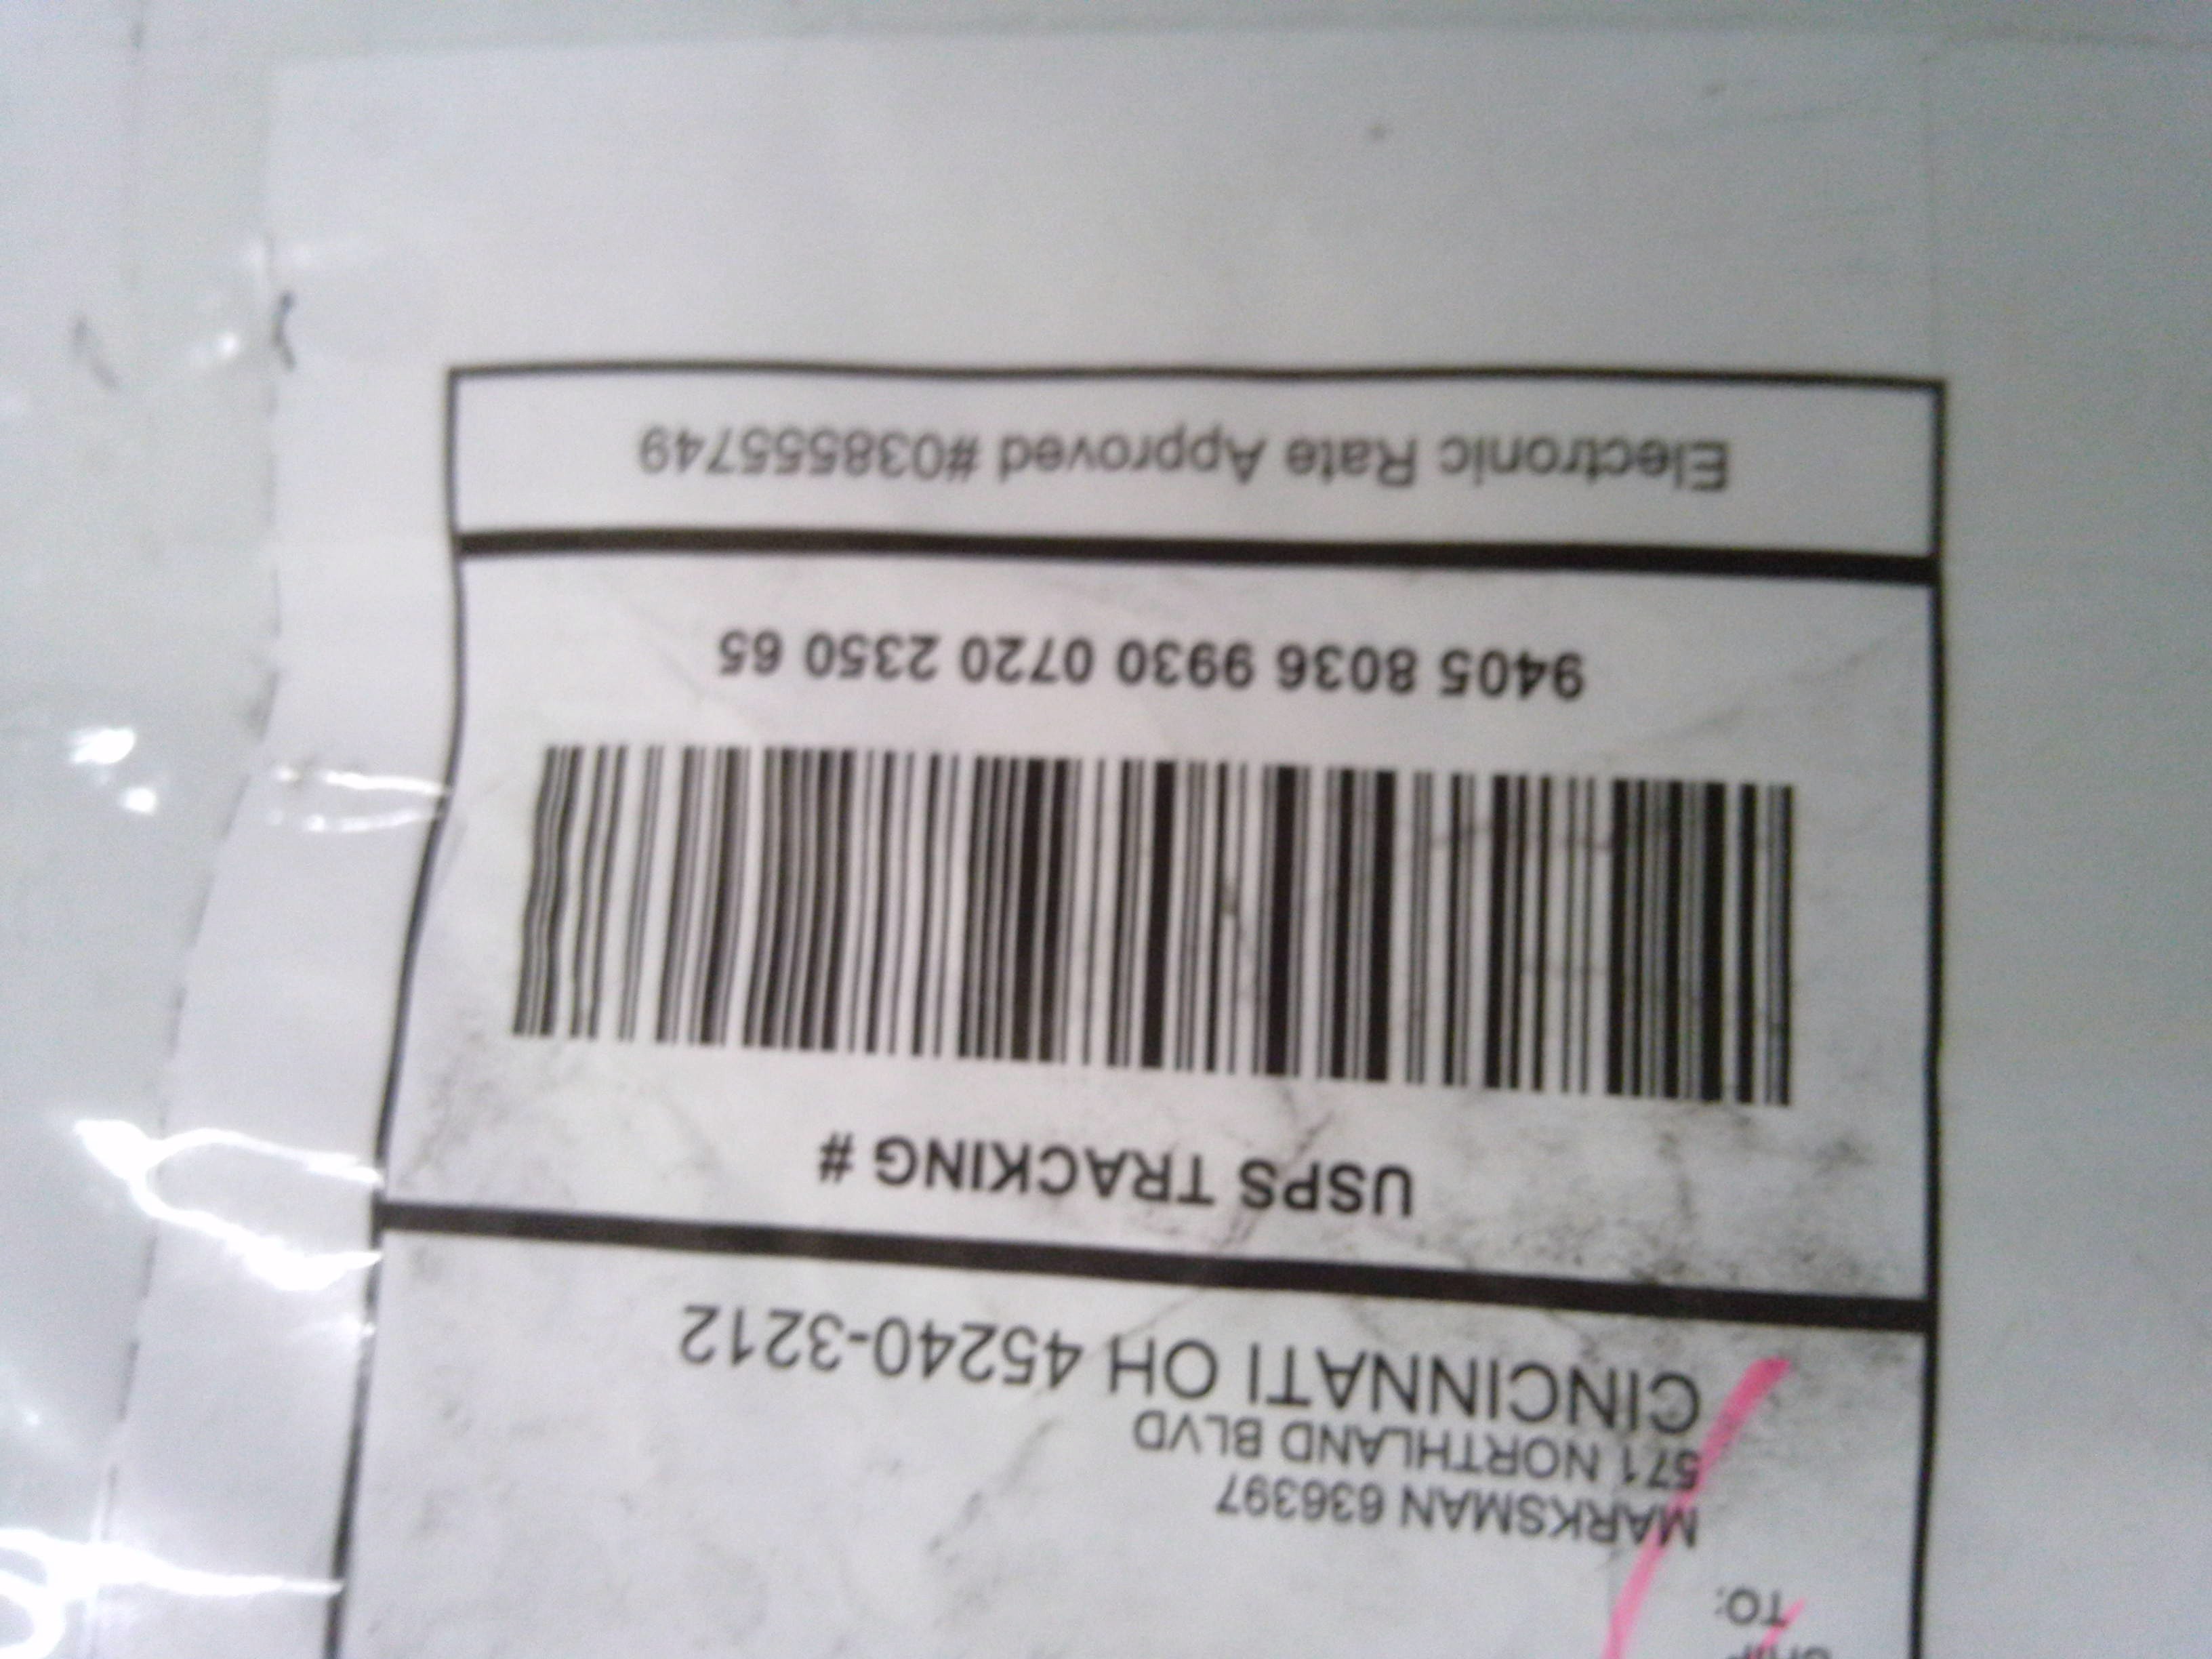 SHIP
TO:
MARKSMAN 636397
571 NORTHLAND BLVD
CINCINNATI OH 45240-3212
USPS TRACKING #
9405 8036 9930 0720 2350 65
Electronic Rate Approved #038555749